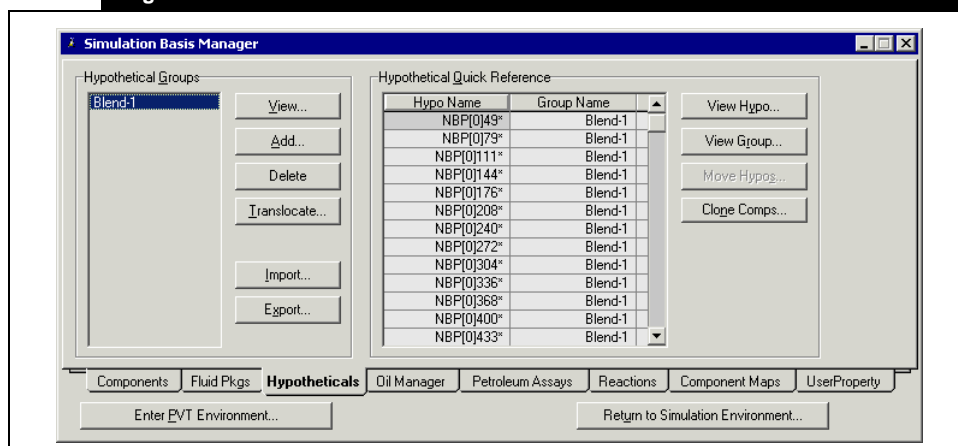 Simulation Basis Manager
Hypothetical Groups
Blend-1
View...
Add...
Delete
Translocate...
Import...
Export...
Hypothetical Quick Reference
Hypo Name Group Name
NBP[0]49* Blend-1
NBP[0]79* Blend-1
NBP[0]111* Blend-1
NBP[0]144* Blend-1
NBP[0]176* Blend-1
NBP[0]208* Blend-1
NBP[0]240* Blend-1
NBP[0]272* Blend-1
NBP[0]304* Blend-1
NBP[0]336* Blend-1
NBP[0]368* Blend-1
NBP[0]400* Blend-1
NBP[0]433* Blend-1
View Hypo...
View Group...
Move Hypos...
Clone Comps...
Components Fluid Pkgs Hypotheticals Oil Manager Petroleum Assays Reactions Component Maps UserProperty
Enter PVT Environment... Return to Simulation Environment...